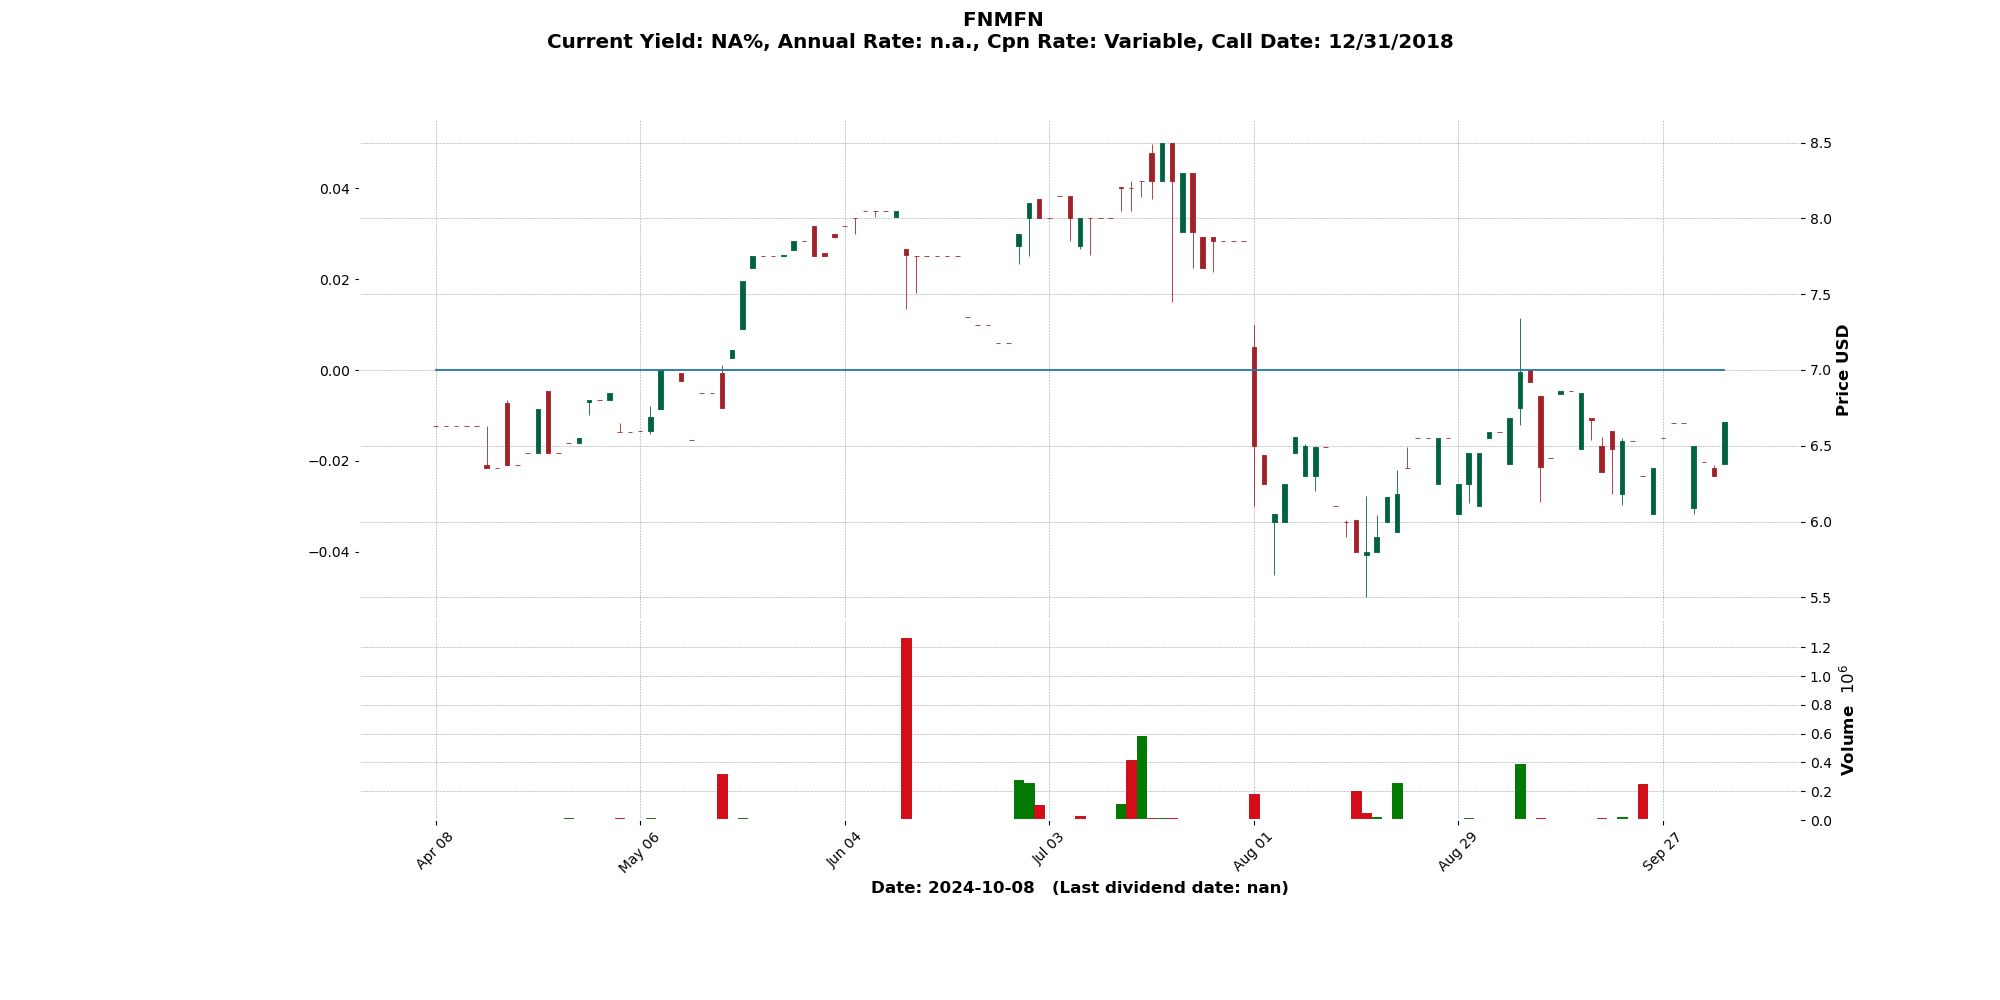 FNMFN
Current Yield: NA%, Annual Rate: n.a., Cpn Rate: Variable, Call Date: 12/31/2018
0.04
0.02
0.00
−0.02
−0.04
8.5
8.0
7.5
7.0
6.5
6.0
5.5
Price USD
1.2
1.0
0.8
0.6
0.4
0.2
0.0
Volume 10⁶
Apr 08
May 06
Jun 04
Jul 03
Aug 01
Aug 29
Sep 27
Date: 2024-10-08 (Last dividend date: nan)